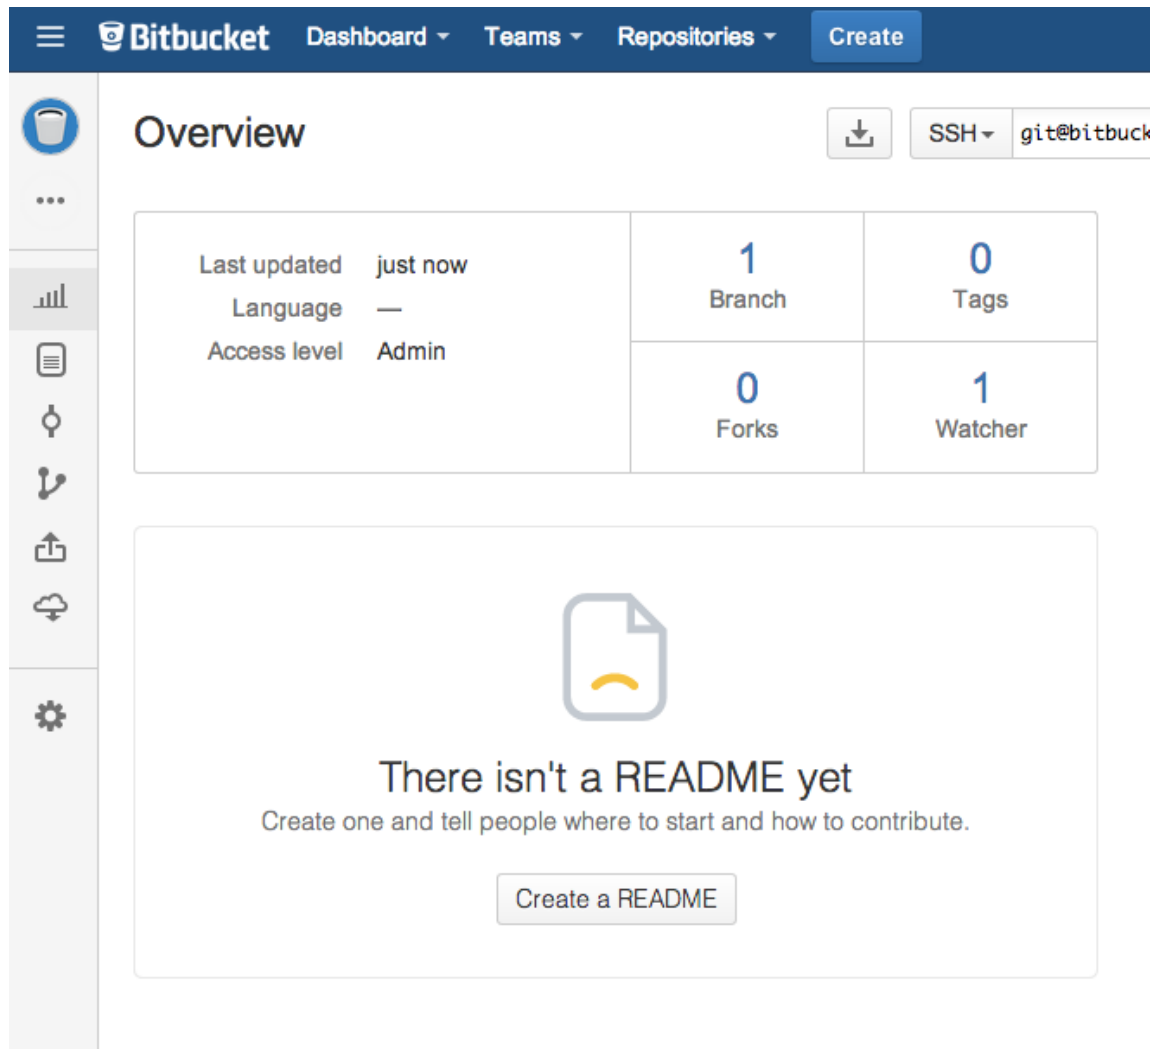 Bitbucket Dashboard Teams Repositories Create
Overview
SSH git@bitbuck
Last updated just now
Language —
Access level Admin
1
Branch
0
Tags
0
Forks
1
Watcher
There isn't a README yet
Create one and tell people where to start and how to contribute.
Create a README